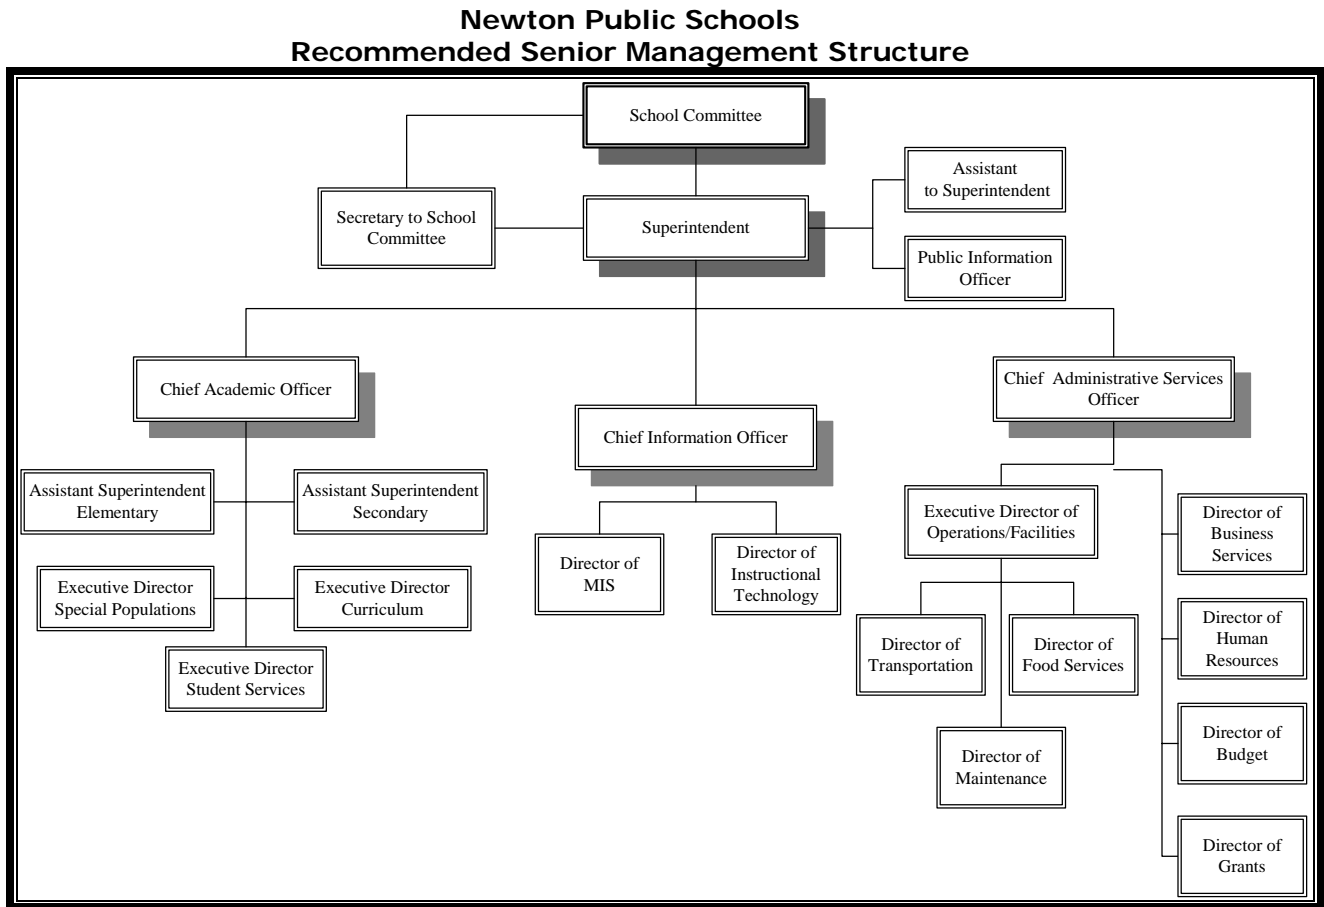 Newton Public Schools
Recommended Senior Management Structure
School Committee
Assistant
to Superintendent
Secretary to School
Committee
Superintendent
Public Information
Officer
Chief Academic Officer
Chief Administrative Services
Officer
Chief Information Officer
Assistant Superintendent
Elementary
Assistant Superintendent
Secondary
Executive Director
Special Populations
Executive Director
Curriculum
Executive Director
Student Services
Director of
MIS
Director of
Instructional
Technology
Executive Director of
Operations/Facilities
Director of
Transportation
Director of
Food Services
Director of
Maintenance
Director of
Business
Services
Director of
Human
Resources
Director of
Budget
Director of
Grants